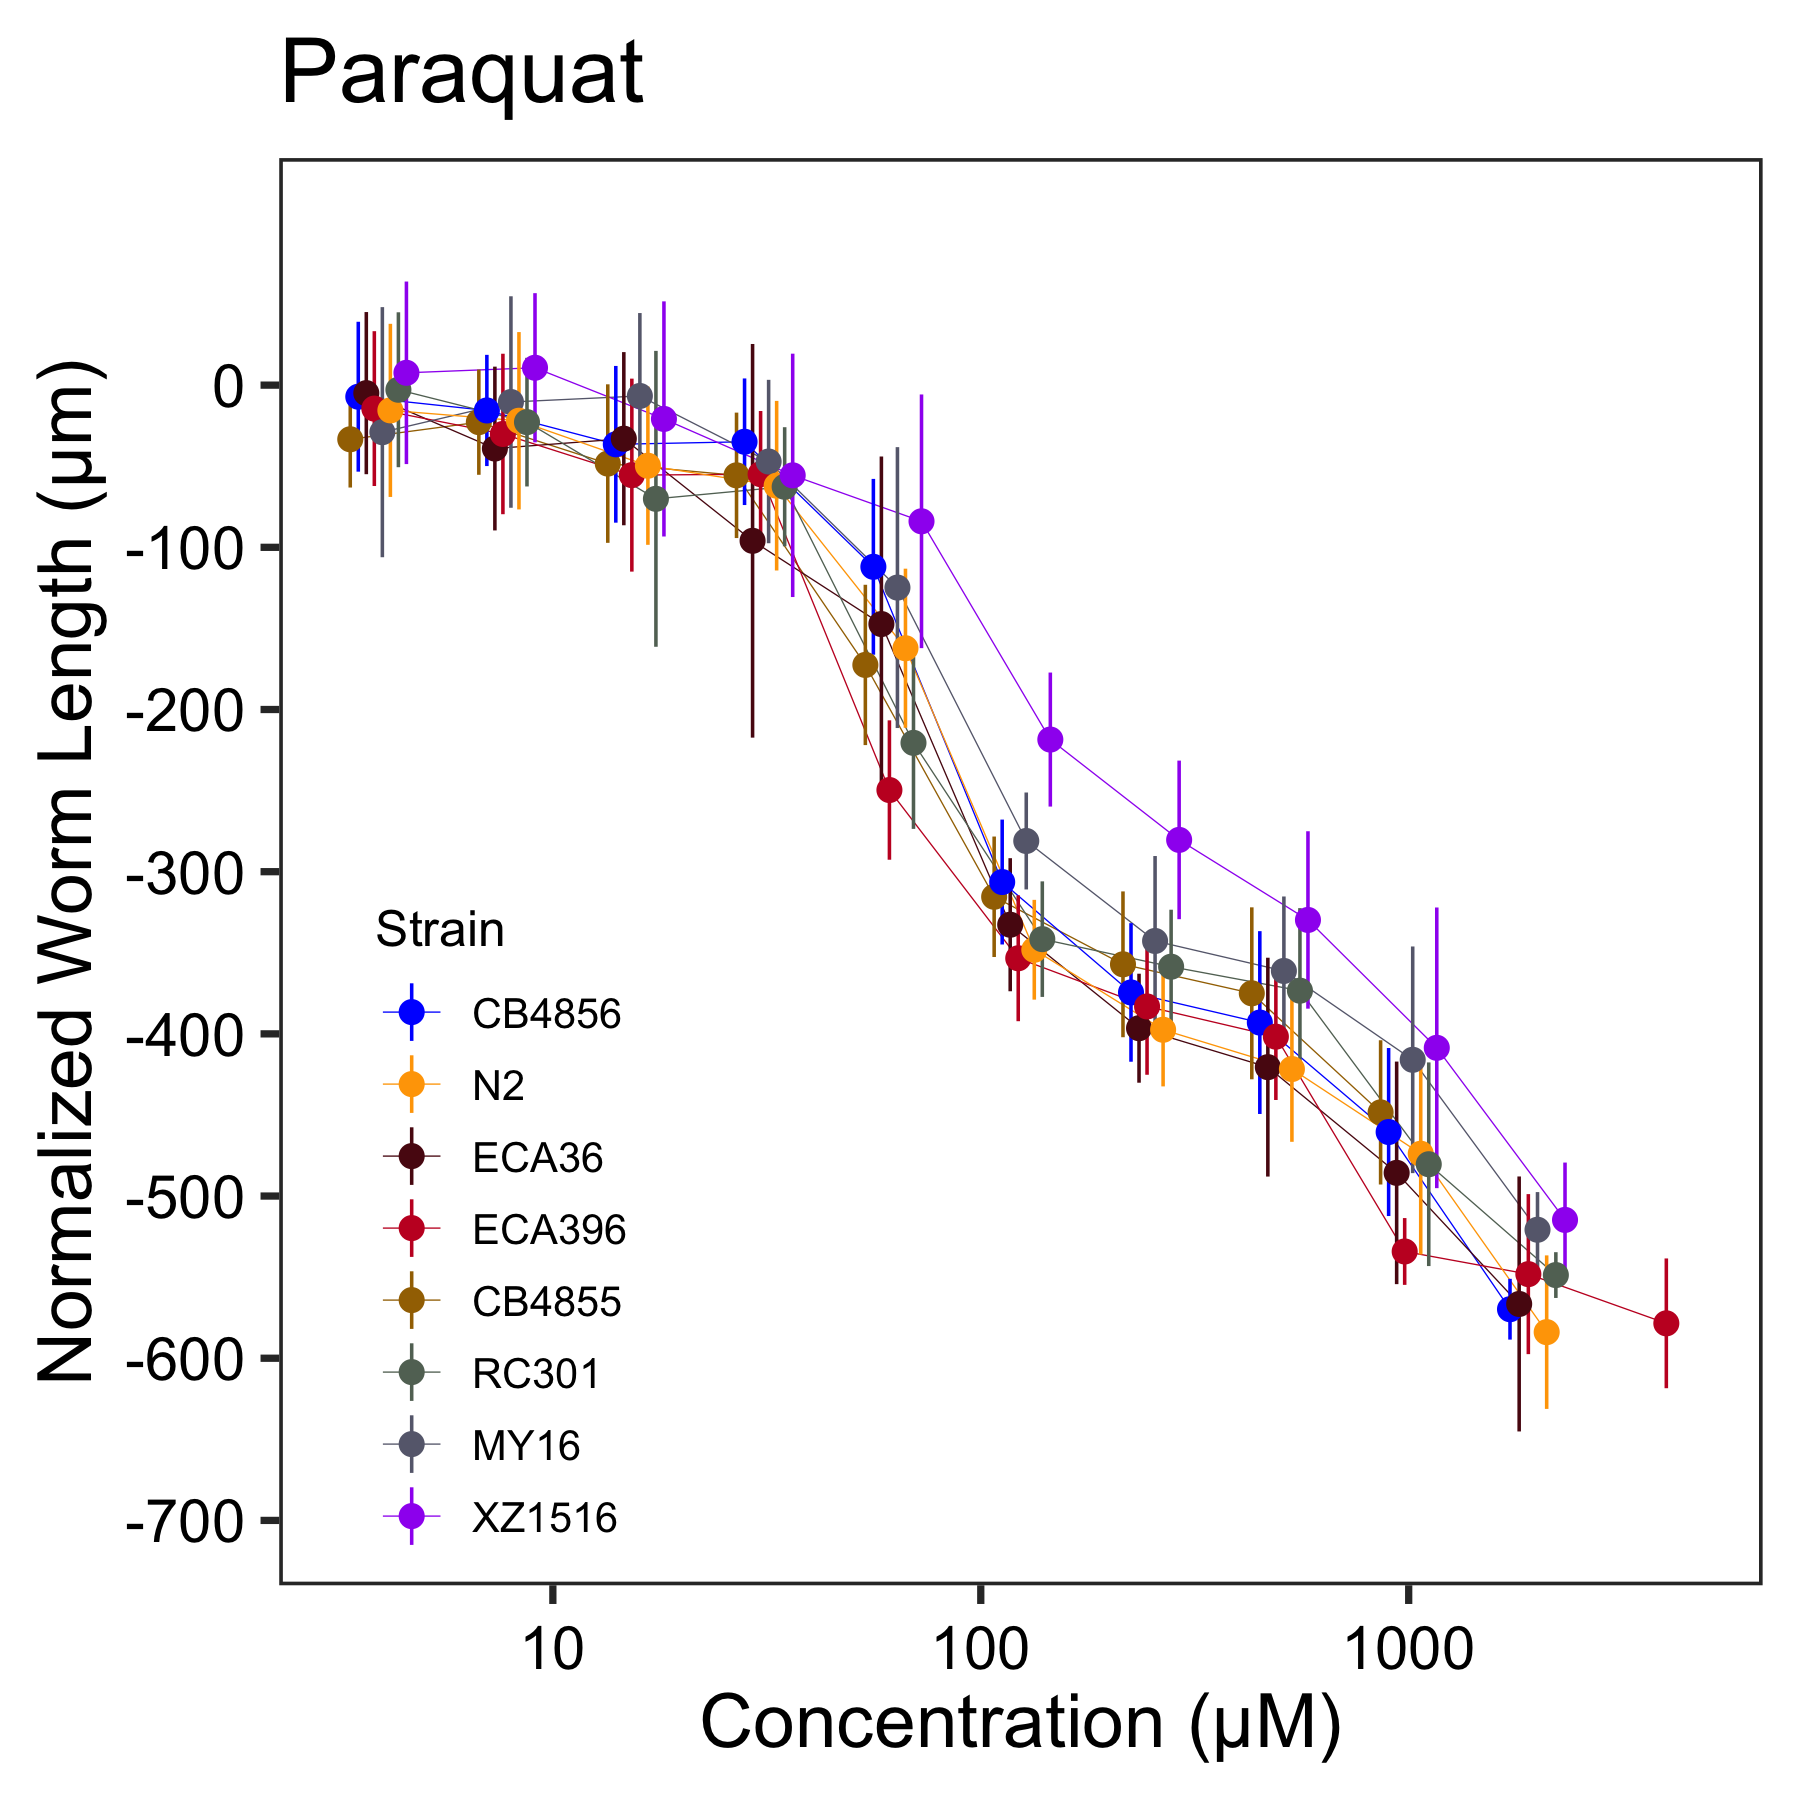 Paraquat
Normalized Worm Length (µm)
0
-100
-200
-300
-400
-500
-600
-700
Strain
CB4856
N2
ECA36
ECA396
CB4855
RC301
MY16
XZ1516
10
100
1000
Concentration (µM)